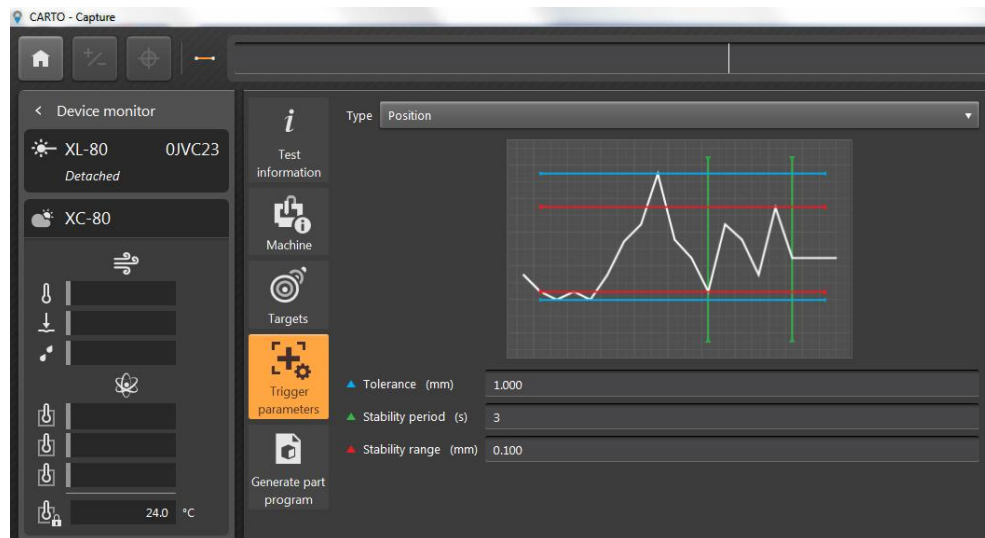 CARTO - Capture
Device monitor
XL-80 0JVC23
Detached
XC-80
24.0 °C
Test
information
Machine
Targets
Trigger
parameters
Generate part
program
Type Position
Tolerance (mm) 1.000
Stability period (s) 3
Stability range (mm) 0.100